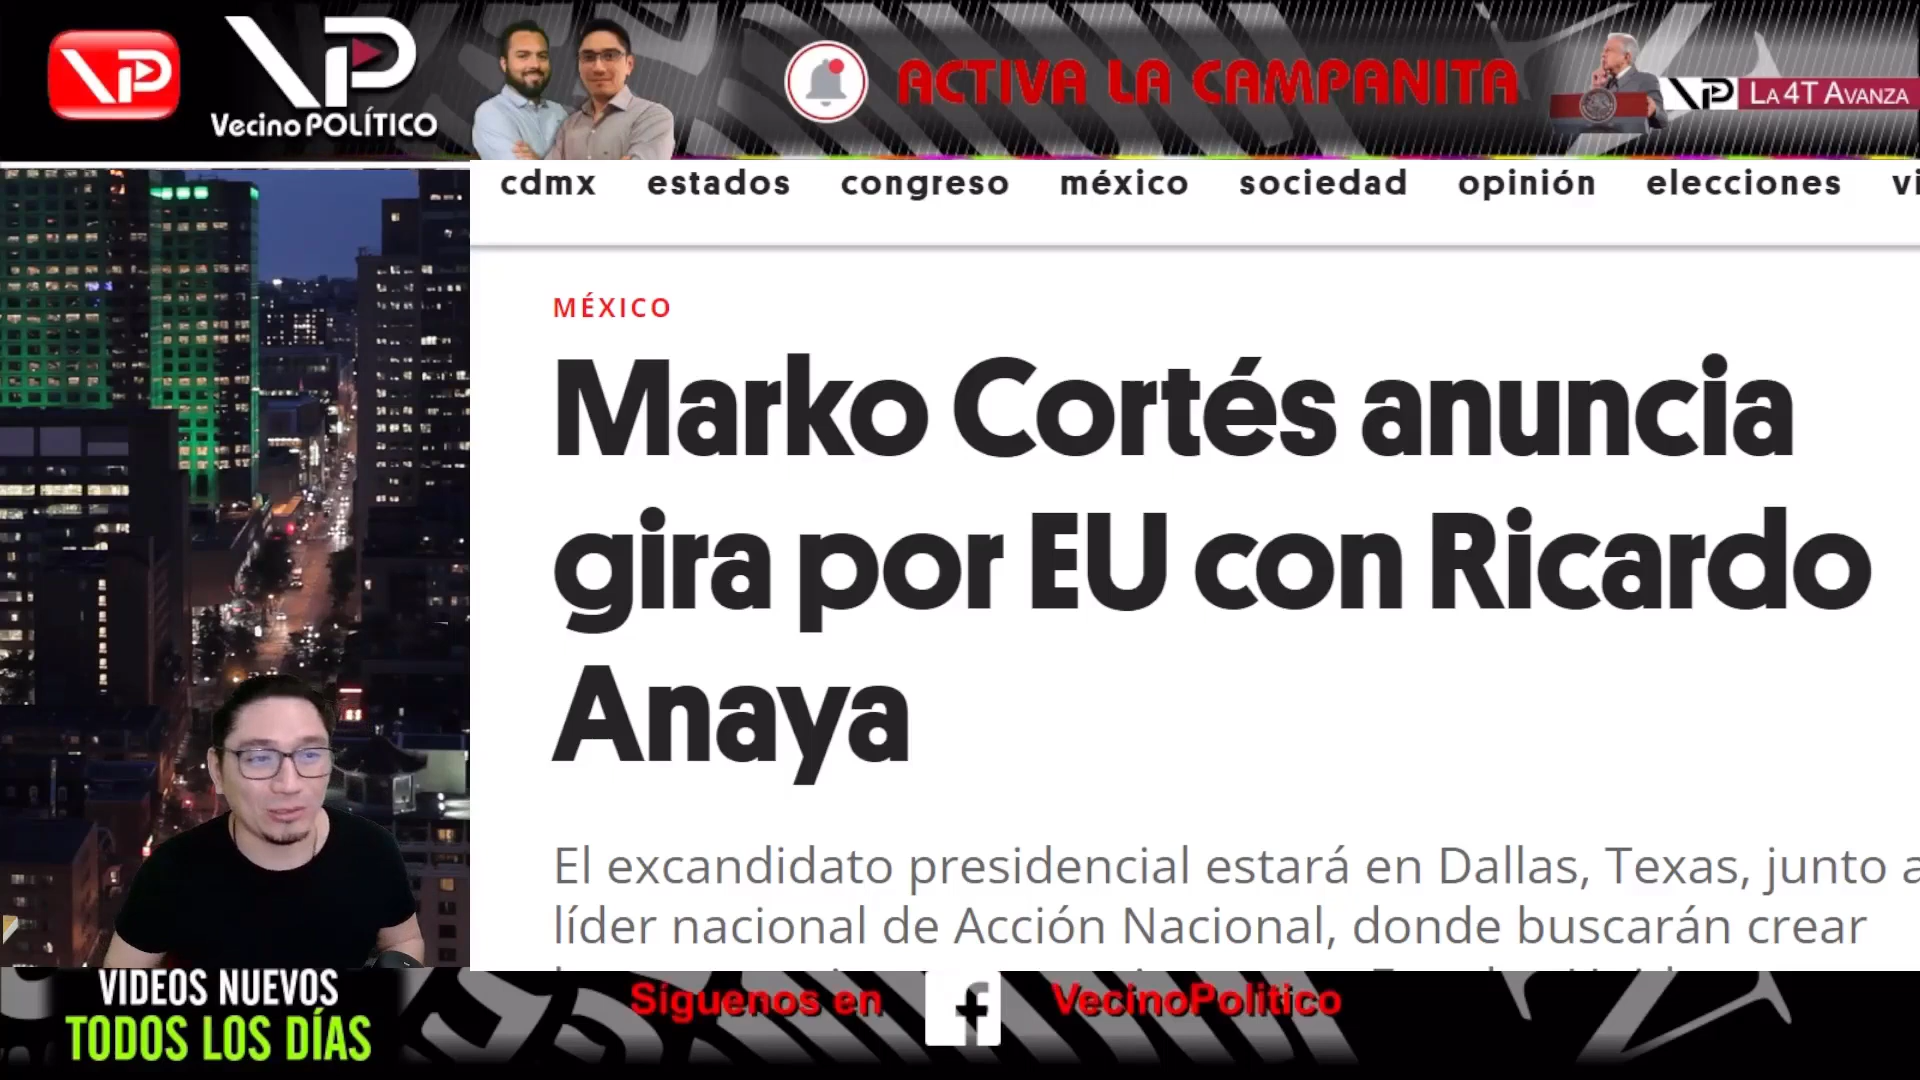 VP
VP
Vecino POLÍTICO
ACTIVA LA CAMPANITA
VP LA 4T AVANZA
cdmx estados congreso méxico sociedad opinión elecciones
MÉXICO
Marko Cortés anuncia
gira por EU con Ricardo
Anaya
El excandidato presidencial estará en Dallas, Texas, junto a
líder nacional de Acción Nacional, donde buscarán crear
VIDEOS NUEVOS
TODOS LOS DÍAS
Síguenos en f VecinoPolitico